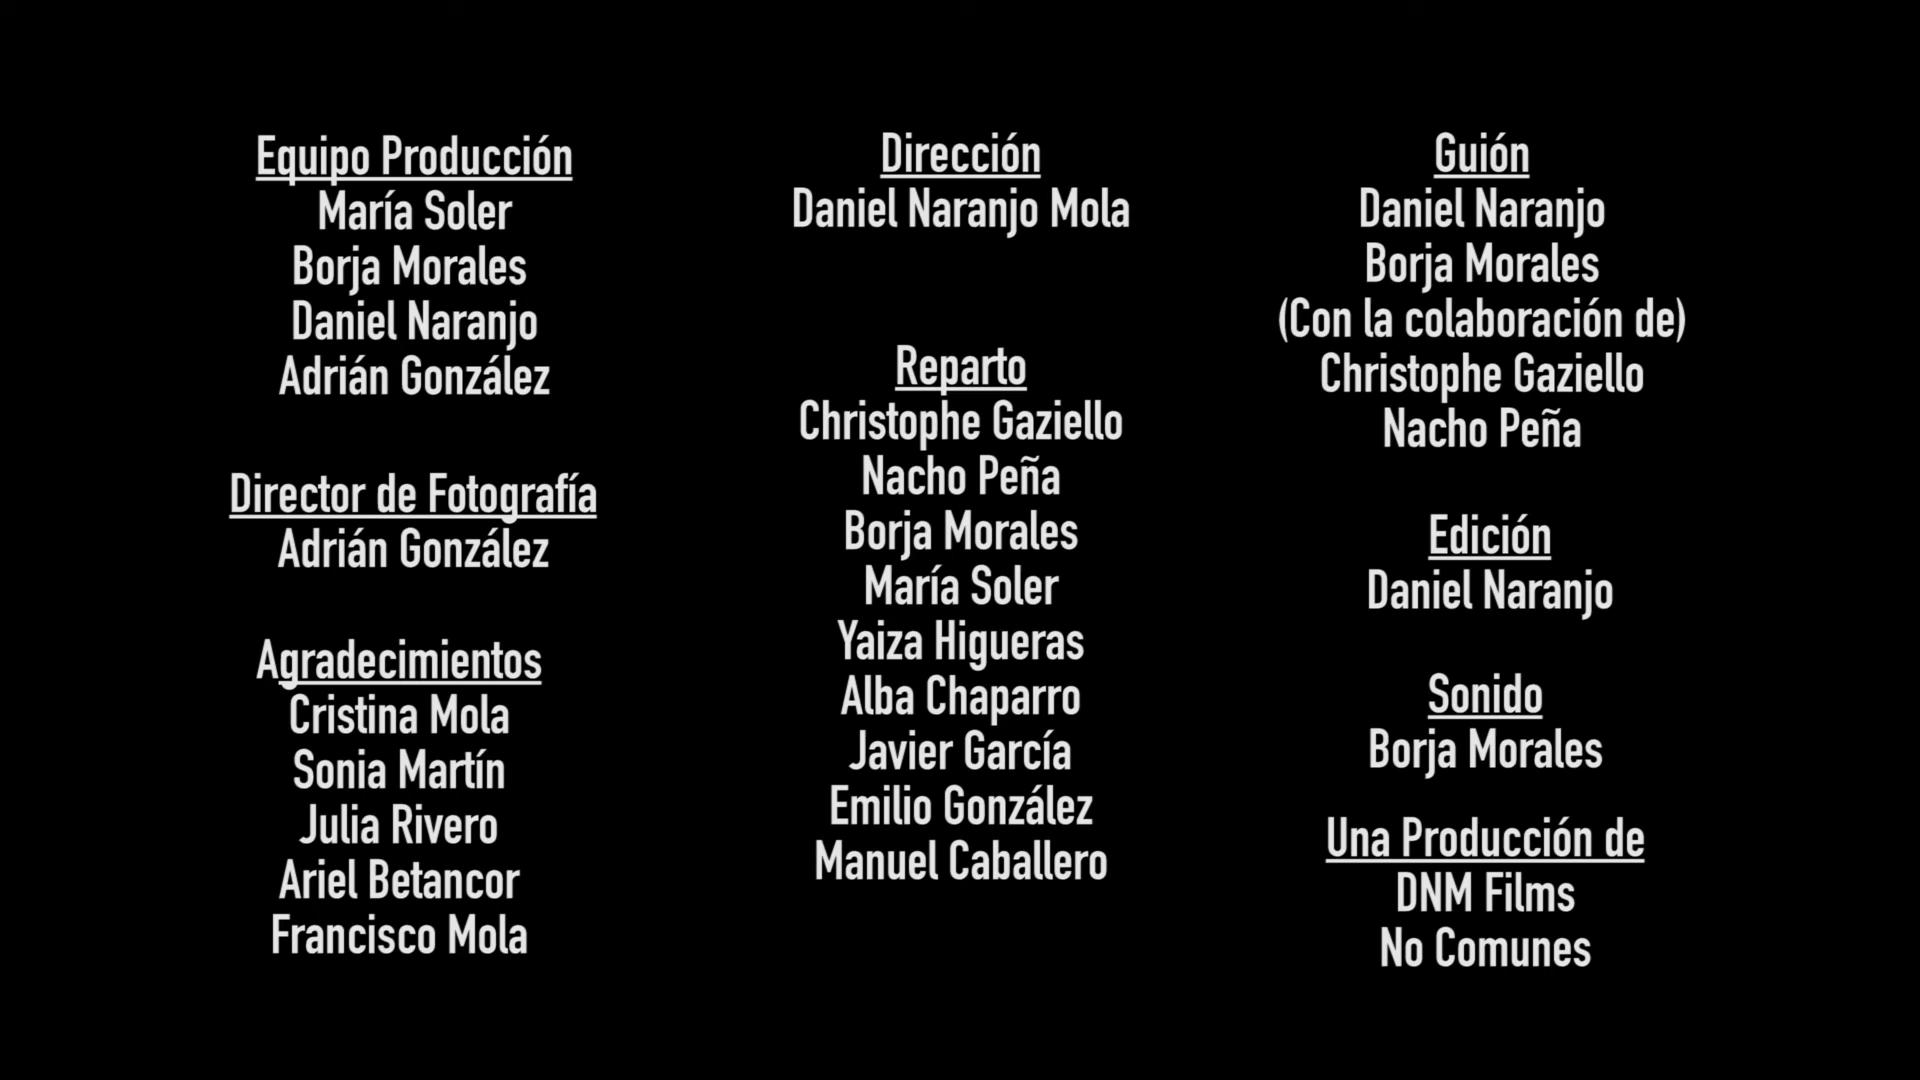 Equipo Producción
María Soler
Borja Morales
Daniel Naranjo
Adrián González
Director de Fotografía
Adrián González
Agradecimientos
Cristina Mola
Sonia Martín
Julia Rivero
Ariel Betancor
Francisco Mola
Dirección
Daniel Naranjo Mola
Reparto
Christophe Gaziello
Nacho Peña
Borja Morales
María Soler
Yaiza Higueras
Alba Chaparro
Javier García
Emilio González
Manuel Caballero
Guión
Daniel Naranjo
Borja Morales
(Con la colaboración de)
Christophe Gaziello
Nacho Peña
Edición
Daniel Naranjo
Sonido
Borja Morales
Una Producción de
DNM Films
No Comunes